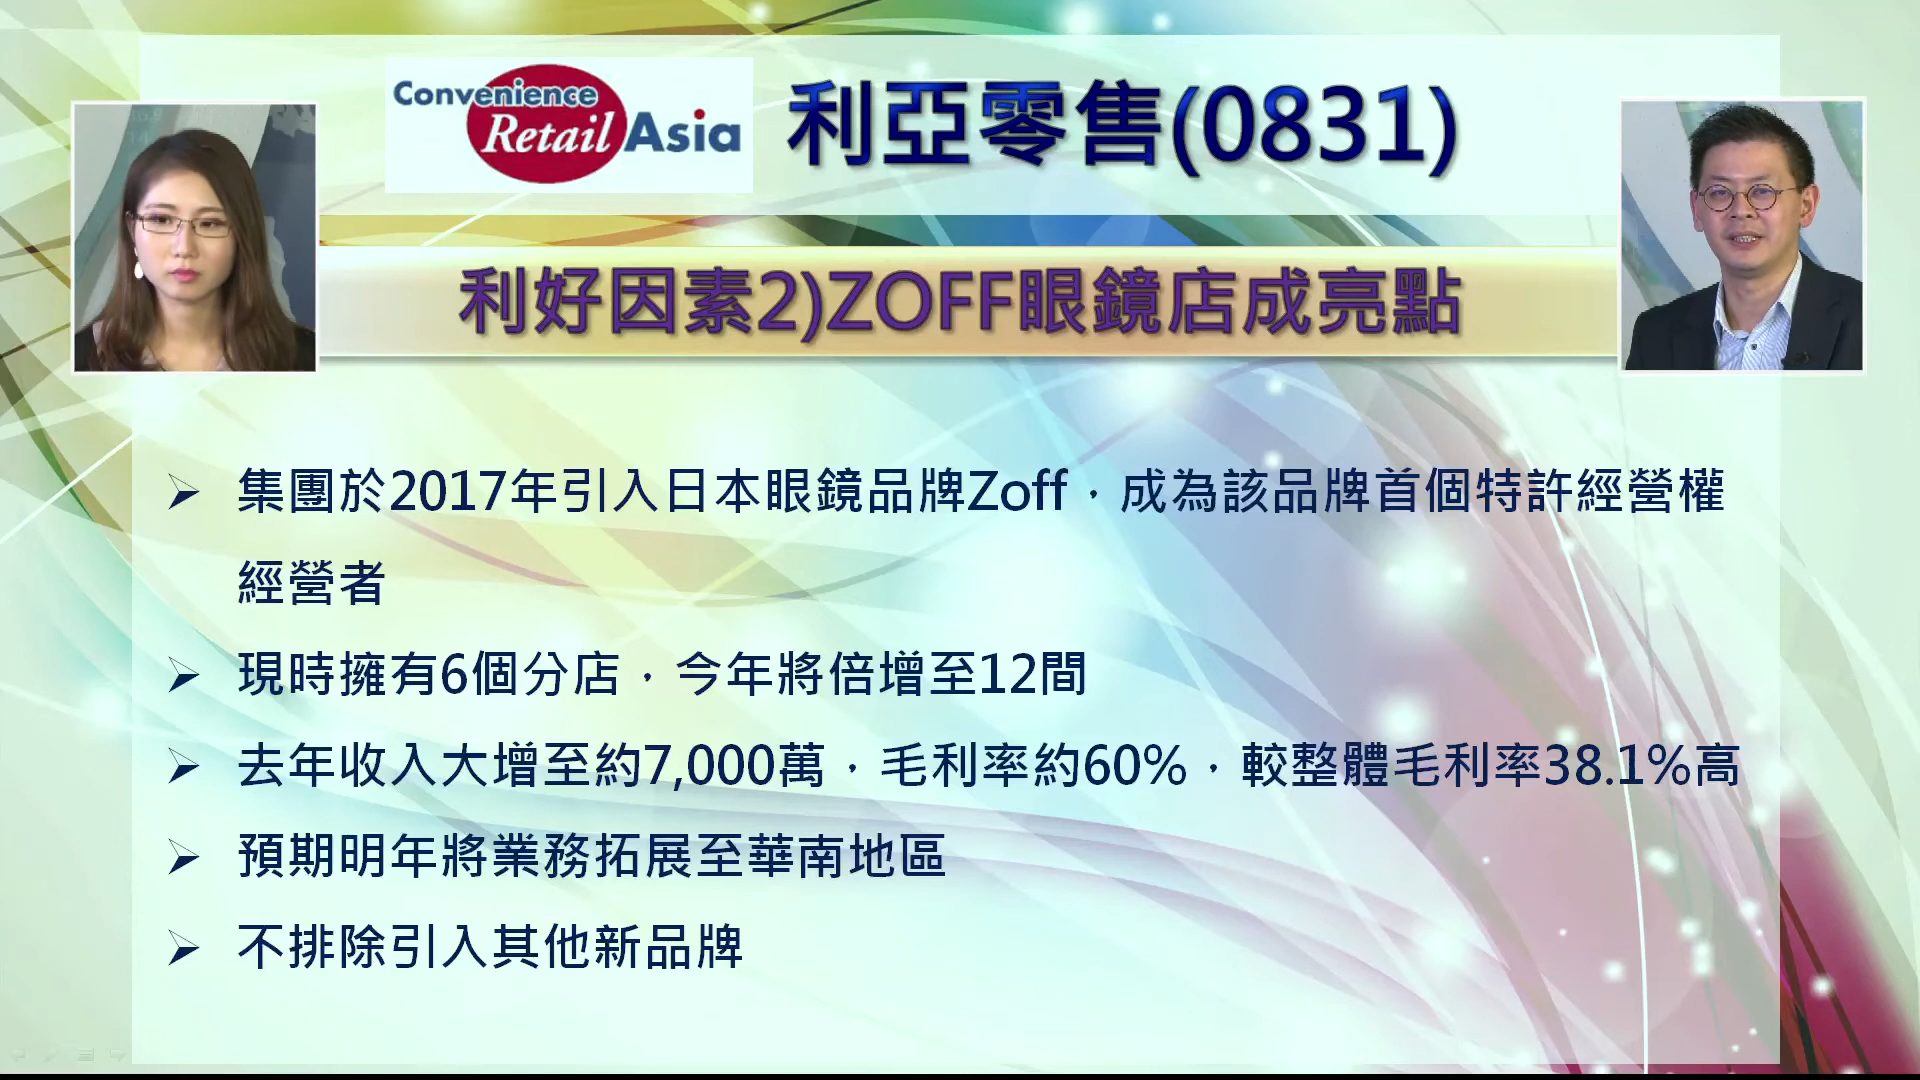 Convenience
Retail Asia
利亞零售(0831)
利好因素2)ZOFF眼鏡店成亮點
集團於2017年引入日本眼鏡品牌Zoff，成為該品牌首個特許經營權
經營者
現時擁有6個分店，今年將倍增至12間
去年收入大增至約7,000萬，毛利率約60%，較整體毛利率38.1%高
預期明年將業務拓展至華南地區
不排除引入其他新品牌